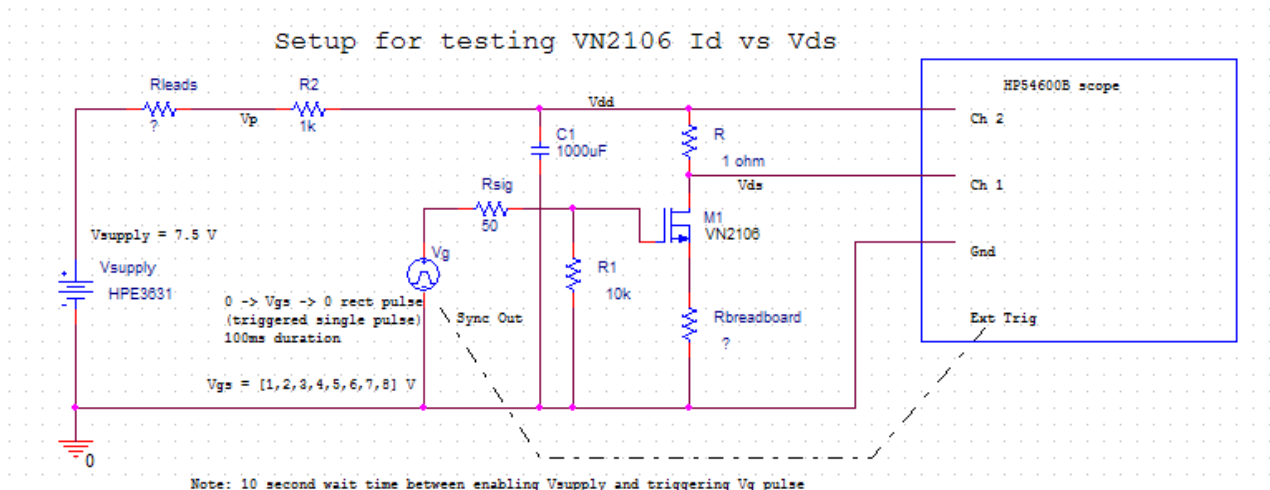 Setup for testing VN2106 Id vs Vds
HP54600B scope
Rleads
R2
Vdd
Ch 2
?
Vp
1k
C1
1000uF
R
1 ohm
Rsig
Vds
Ch 1
50
M1
VN2106
Vsupply = 7.5 V
Vg
Gnd
Vsupply
HPE3631
R1
10k
0 -> Vgs -> 0 rect pulse
(triggered single pulse)
100ms duration
Sync Out
Rbreadboard
?
Ext Trig
Vgs = [1,2,3,4,5,6,7,8] V
0
Note: 10 second wait time between enabling Vsupply and triggering Vg pulse